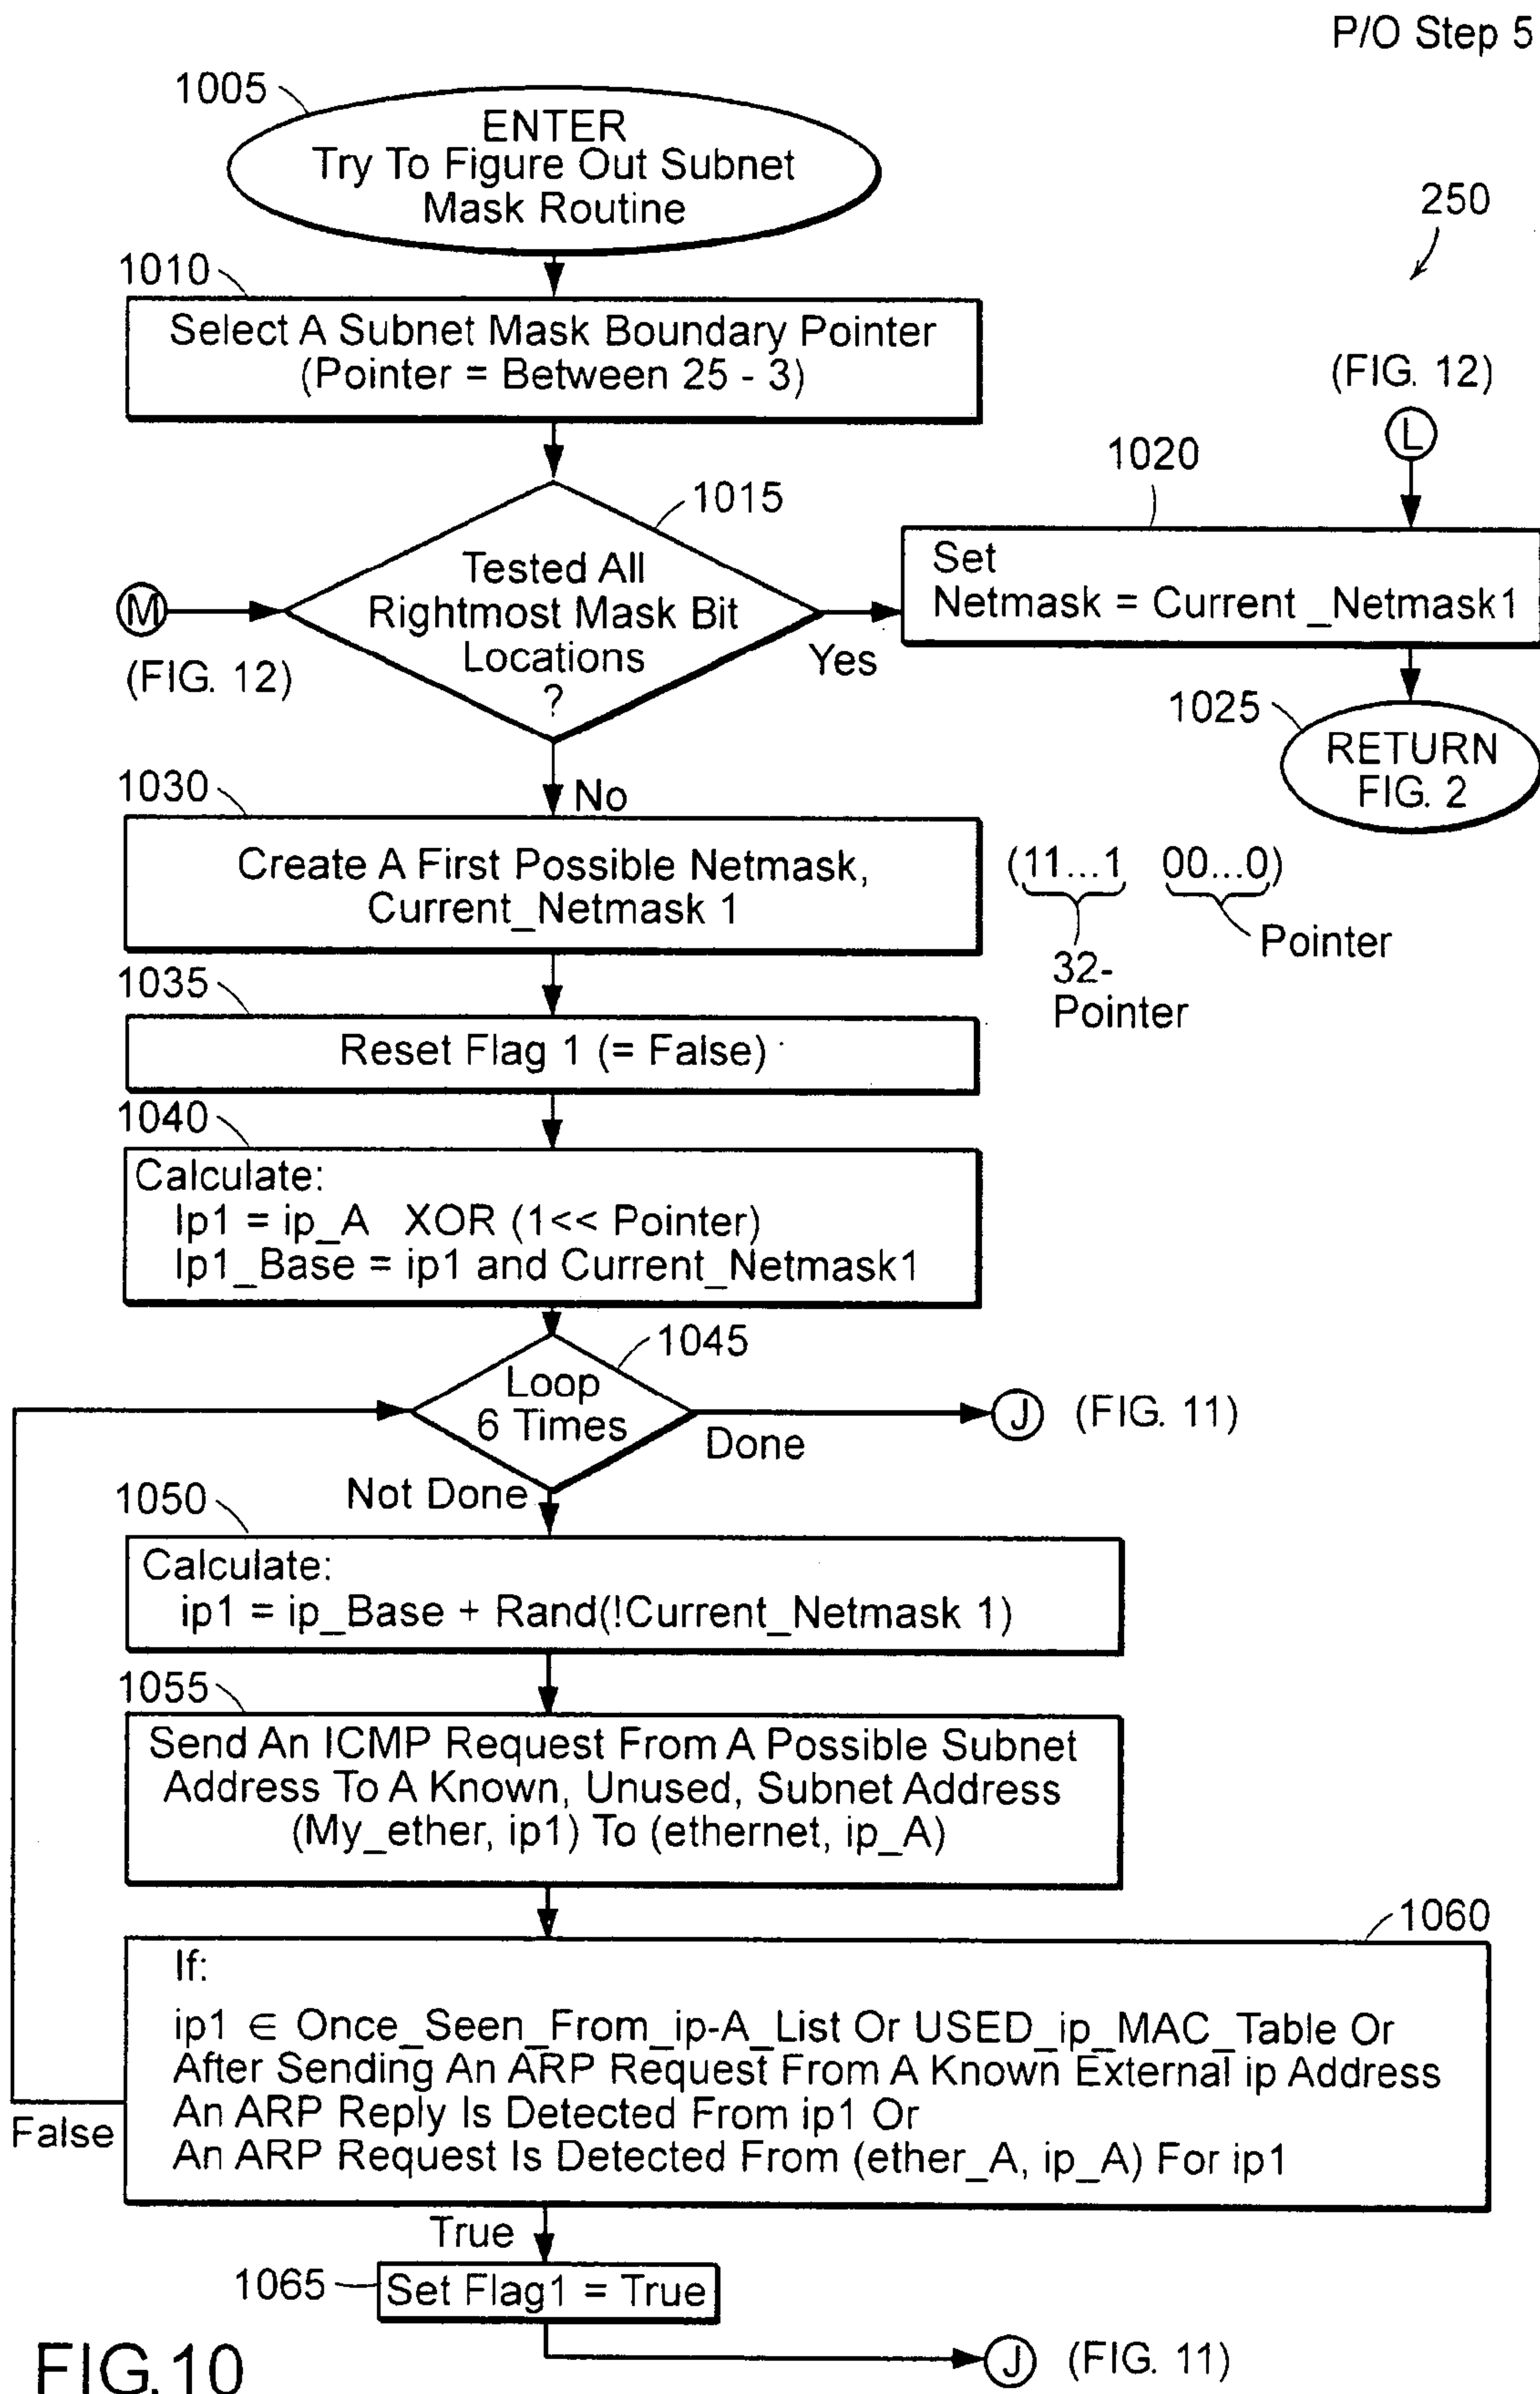 P/O Step 5
1005
ENTER
Try To Figure Out Subnet
Mask Routine
250
1010
Select A Subnet Mask Boundary Pointer
(Pointer = Between 25 - 3)
(FIG. 12)
L
1015
Tested All
Rightmost Mask Bit
Locations
?
M
(FIG. 12)
Yes
1020
Set
Netmask = Current _Netmask1
1025
RETURN
FIG. 2
No
1030
Create A First Possible Netmask,
Current_Netmask 1
(11...1 00...0)
Pointer
32-
Pointer
1035
Reset Flag 1 (= False)
1040
Calculate:
Ip1 = ip_A XOR (1<< Pointer)
Ip1_Base = ip1 and Current_Netmask1
1045
Loop
6 Times
Done
J (FIG. 11)
Not Done
1050
Calculate:
ip1 = ip_Base + Rand(!Current_Netmask 1)
1055
Send An ICMP Request From A Possible Subnet
Address To A Known, Unused, Subnet Address
(My_ether, ip1) To (ethernet, ip_A)
1060
If:
ip1 ∈ Once_Seen_From_ip-A_List Or USED_ip_MAC_Table Or
After Sending An ARP Request From A Known External ip Address
An ARP Reply Is Detected From ip1 Or
An ARP Request Is Detected From (ether_A, ip_A) For ip1
False
True
1065
Set Flag1 = True
J (FIG. 11)
FIG.10